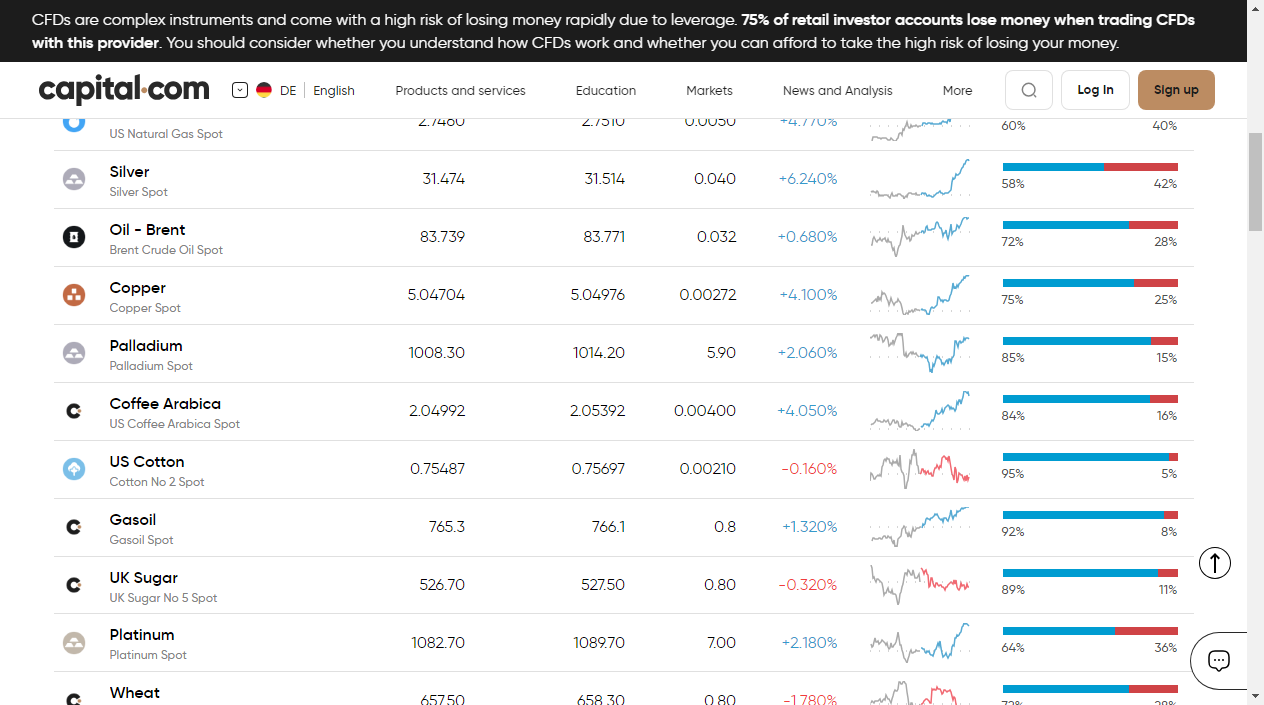 CFDs are complex instruments and come with a high risk of losing money rapidly due to leverage. 75% of retail investor accounts lose money when trading CFDs
with this provider. You should consider whether you understand how CFDs work and whether you can afford to take the high risk of losing your money.
capital.com DE English Products and services Education Markets News and Analysis More Log In Sign up
2.7460 2.7510 0.0050 +4.770%
US Natural Gas Spot 60% 40%
Silver 31.474 31.514 0.040 +6.240%
Silver Spot 58% 42%
Oil - Brent 83.739 83.771 0.032 +0.680%
Brent Crude Oil Spot 72% 28%
Copper 5.04704 5.04976 0.00272 +4.100%
Copper Spot 75% 25%
Palladium 1008.30 1014.20 5.90 +2.060%
Palladium Spot 85% 15%
Coffee Arabica 2.04992 2.05392 0.00400 +4.050%
US Coffee Arabica Spot 84% 16%
US Cotton 0.75487 0.75697 0.00210 -0.160%
Cotton No 2 Spot 95% 5%
Gasoil 765.3 766.1 0.8 +1.320%
Gasoil Spot 92% 8%
UK Sugar 526.70 527.50 0.80 -0.320%
UK Sugar No 5 Spot 89% 11%
Platinum 1082.70 1089.70 7.00 +2.180%
Platinum Spot 64% 36%
Wheat 657.50 658.30 0.80 -1.780%
72% 28%